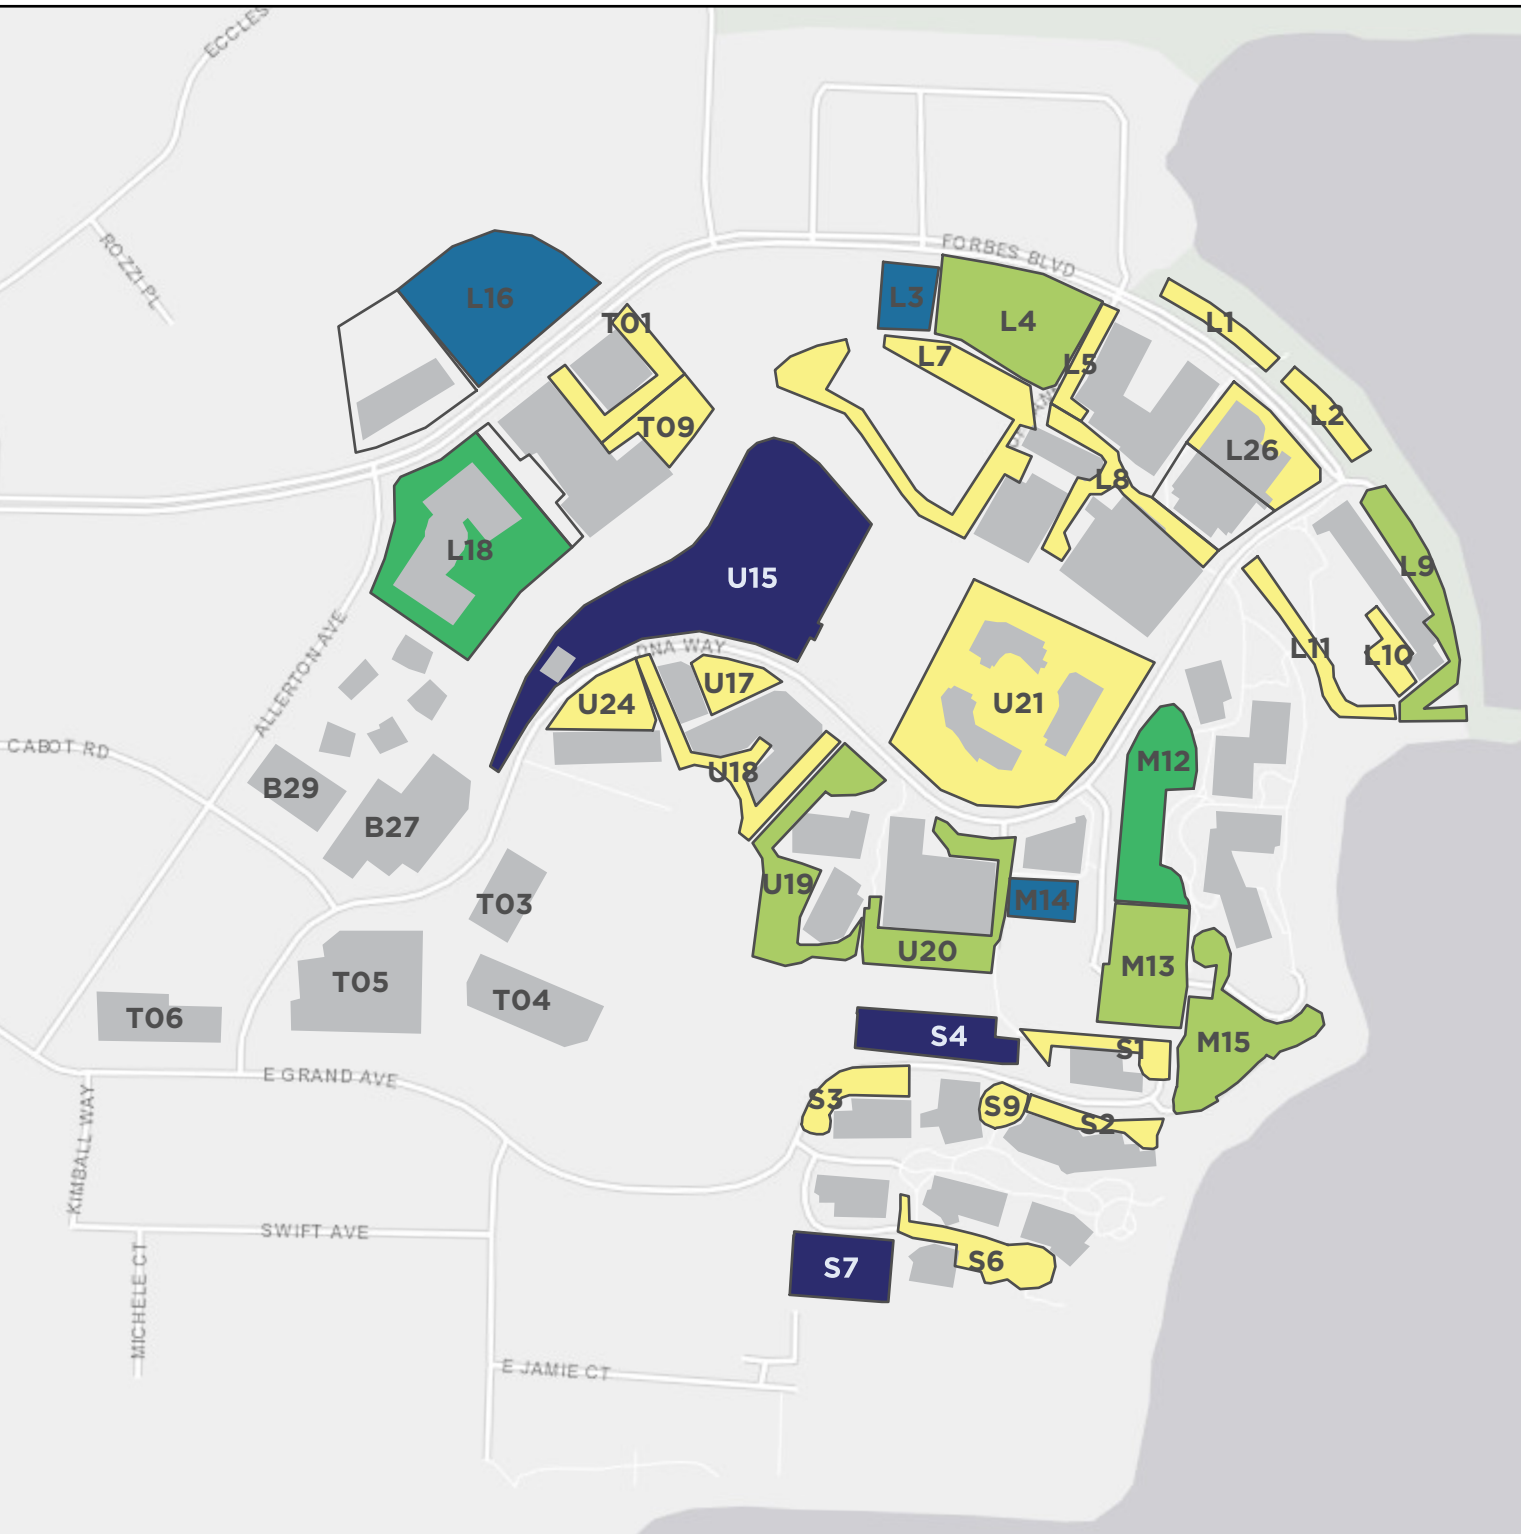 ECCLES
ROZZI PL
FORBES BLVD
L16
L3
L4
L1
T01
L7
L5
L2
T09
L26
L8
L18
L9
U15
ALLERTON AVE
DNA WAY
L11
L10
U24
U17
U21
CABOT RD
M12
U18
B29
B27
U19
M14
T03
U20
M13
T05
T04
T06
S4
S1
M15
E GRAND AVE
S3
S9
S2
KIMBALL WAY
SWIFT AVE
S7
S6
MICHELE CT
E JAMIE CT